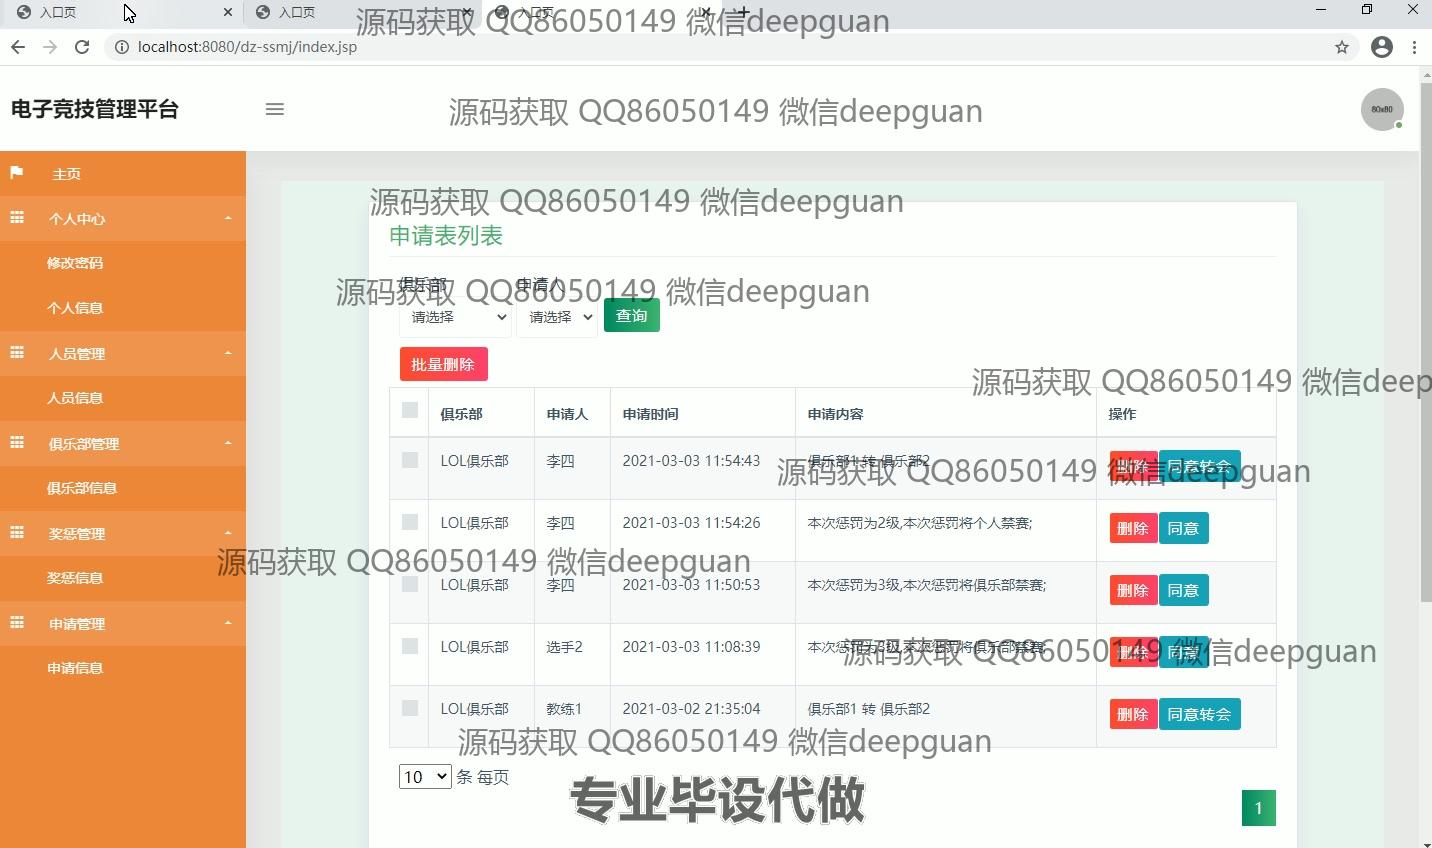 入口页 入口页 入口页
源码获取 QQ86050149 微信deepguan
localhost:8080/dz-ssmj/index.jsp
电子竞技管理平台
源码获取 QQ86050149 微信deepguan
80x80
主页
个人中心
修改密码
个人信息
人员管理
人员信息
俱乐部管理
俱乐部信息
奖惩管理
奖惩信息
申请管理
申请信息
源码获取 QQ86050149 微信deepguan
申请表列表
俱乐部 申请人
源码获取 QQ86050149 微信deepguan
请选择 请选择 查询
批量删除
源码获取 QQ86050149 微信deep
俱乐部 申请人 申请时间 申请内容 操作
LOL俱乐部 李四 2021-03-03 11:54:43 俱乐部1 转 俱乐部2 删除 同意转会
源码获取 QQ86050149 微信deepguan
LOL俱乐部 李四 2021-03-03 11:54:26 本次惩罚为2级,本次惩罚将个人禁赛; 删除 同意
源码获取 QQ86050149 微信deepguan
LOL俱乐部 李四 2021-03-03 11:50:53 本次惩罚为3级,本次惩罚将俱乐部禁赛; 删除 同意
LOL俱乐部 选手2 2021-03-03 11:08:39 本次惩罚为3级,本次惩罚将俱乐部禁赛; 删除 同意
源码获取 QQ86050149 微信deepguan
LOL俱乐部 教练1 2021-03-02 21:35:04 俱乐部1 转 俱乐部2 删除 同意转会
源码获取 QQ86050149 微信deepguan
10 条 每页
专业毕设代做
1